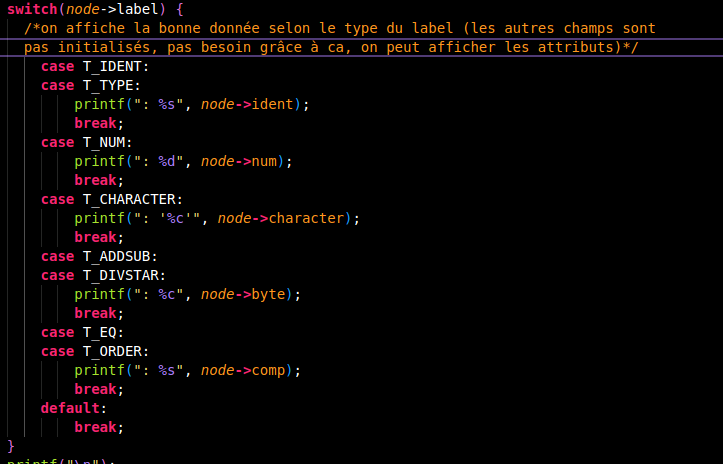 switch(node->label) {
/*on affiche la bonne donnée selon le type du label (les autres champs sont
pas initialisés, pas besoin grâce à ca, on peut afficher les attributs)*/
case T_IDENT:
case T_TYPE:
printf(": %s", node->ident);
break;
case T_NUM:
printf(": %d", node->num);
break;
case T_CHARACTER:
printf(": '%c'", node->character);
break;
case T_ADDSUB:
case T_DIVSTAR:
printf(": %c", node->byte);
break;
case T_EQ:
case T_ORDER:
printf(": %s", node->comp);
break;
default:
break;
}
printf("\n");